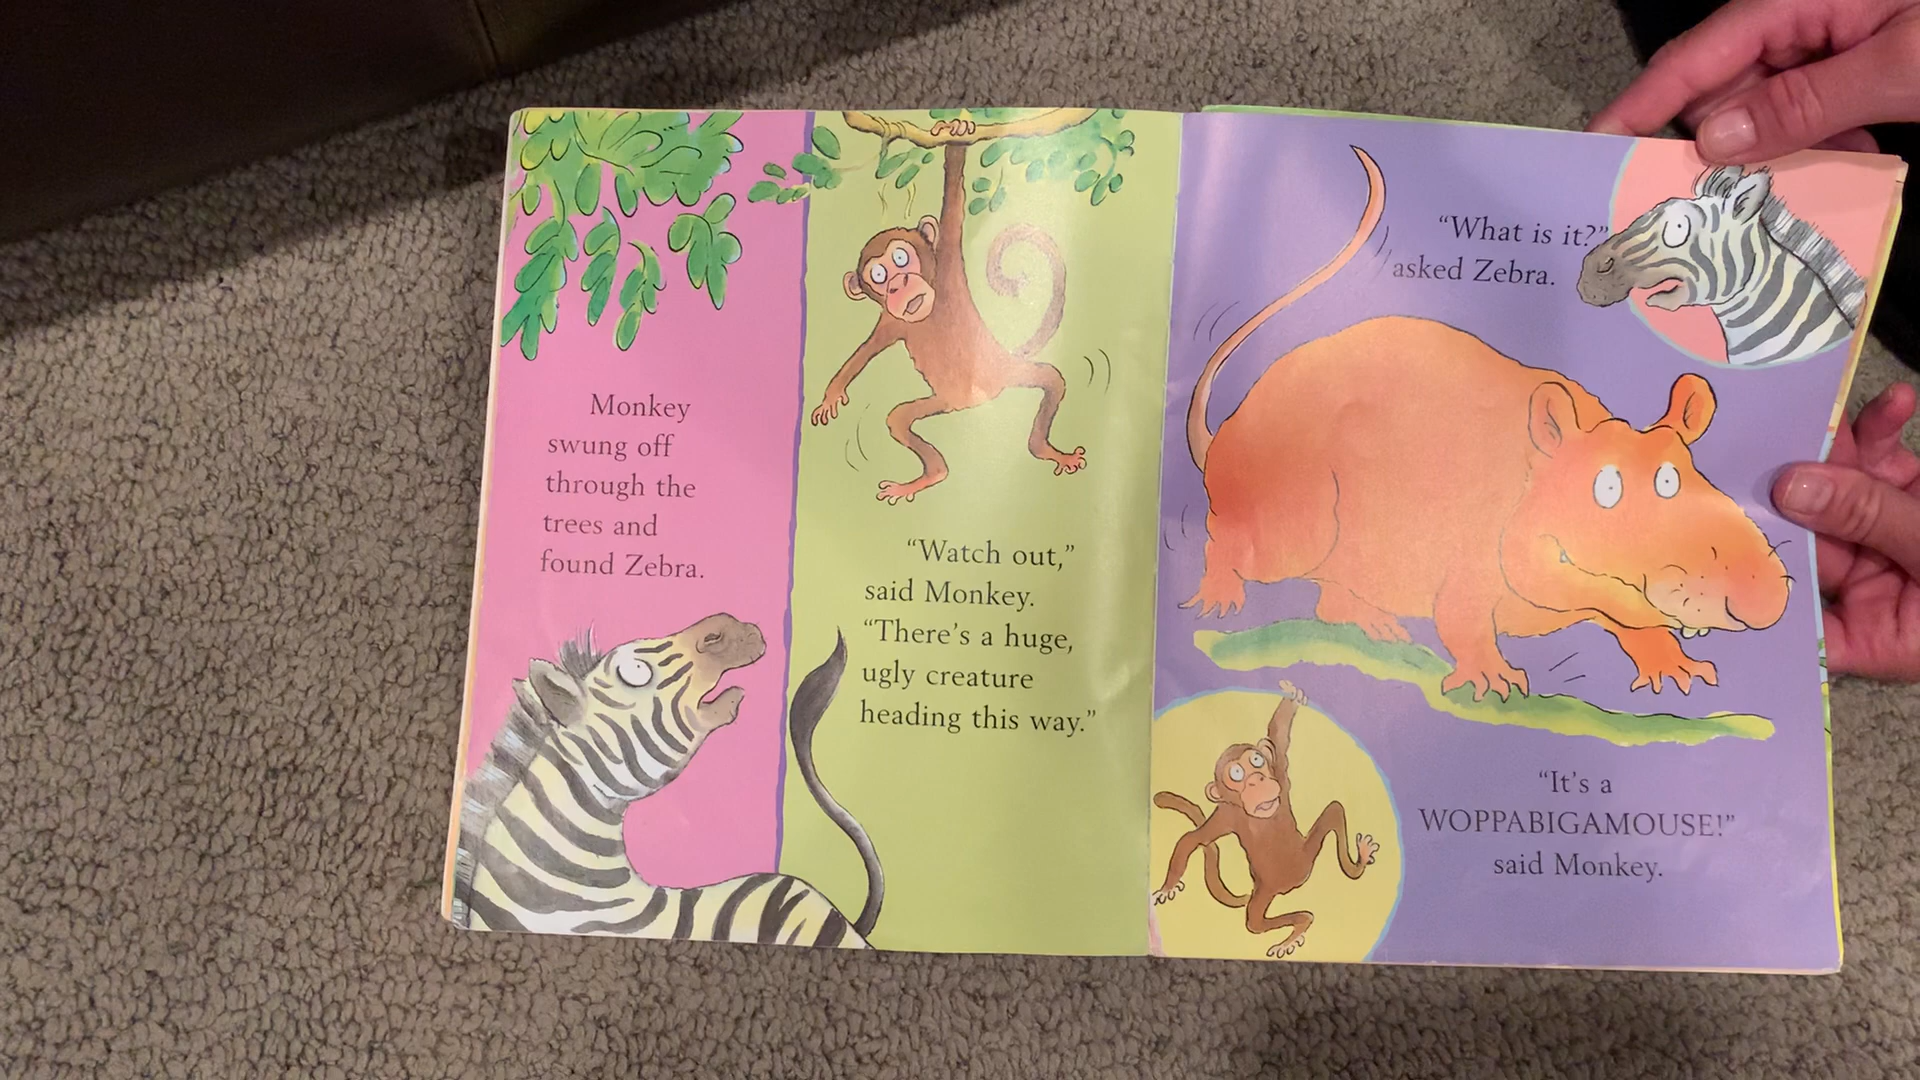 Monkey
swung off
through the
trees and
found Zebra.
“Watch out,”
said Monkey.
“There’s a huge,
ugly creature
heading this way.”
“What is it?”
asked Zebra.
“It’s a
WOPPABIGAMOUSE!”
said Monkey.